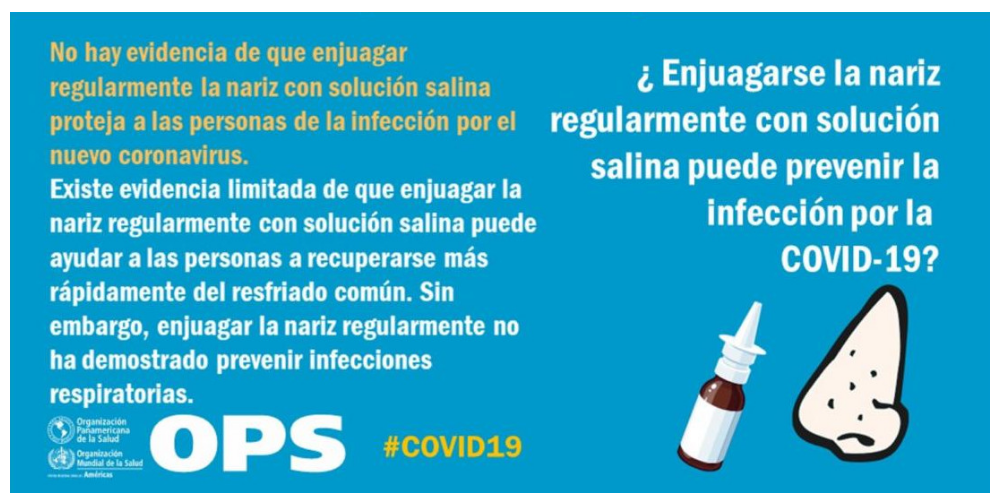 No hay evidencia de que enjuagar
regularmente la nariz con solución salina
proteja a las personas de la infección por el
nuevo coronavirus.
Existe evidencia limitada de que enjuagar la
nariz regularmente con solución salina puede
ayudar a las personas a recuperarse más
rápidamente del resfriado común. Sin
embargo, enjuagar la nariz regularmente no
ha demostrado prevenir infecciones
respiratorias.
¿ Enjuagarse la nariz
regularmente con solución
salina puede prevenir la
infección por la
COVID-19?
Organización
Panamericana
de la Salud
Organización
Mundial de la Salud
Américas
OPS
#COVID19